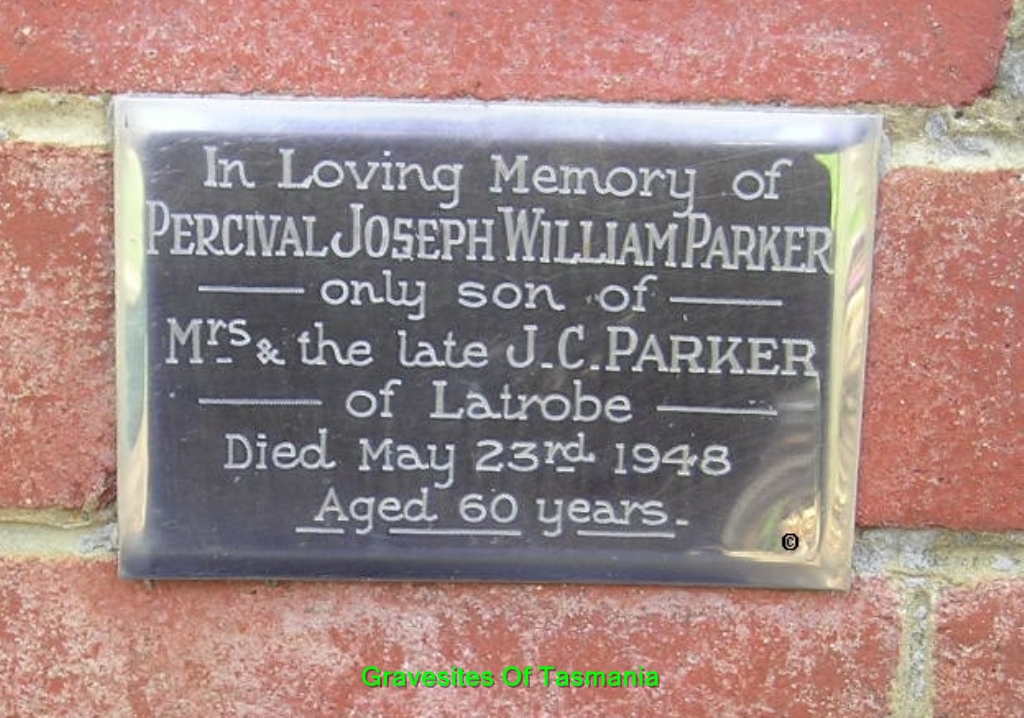 In Loving Memory of
PERCIVAL JOSEPH WILLIAM PARKER
only son of
Mrs & the late J.C. PARKER
of Latrobe
Died May 23rd 1948
Aged 60 years.
©
Gravesites Of Tasmania